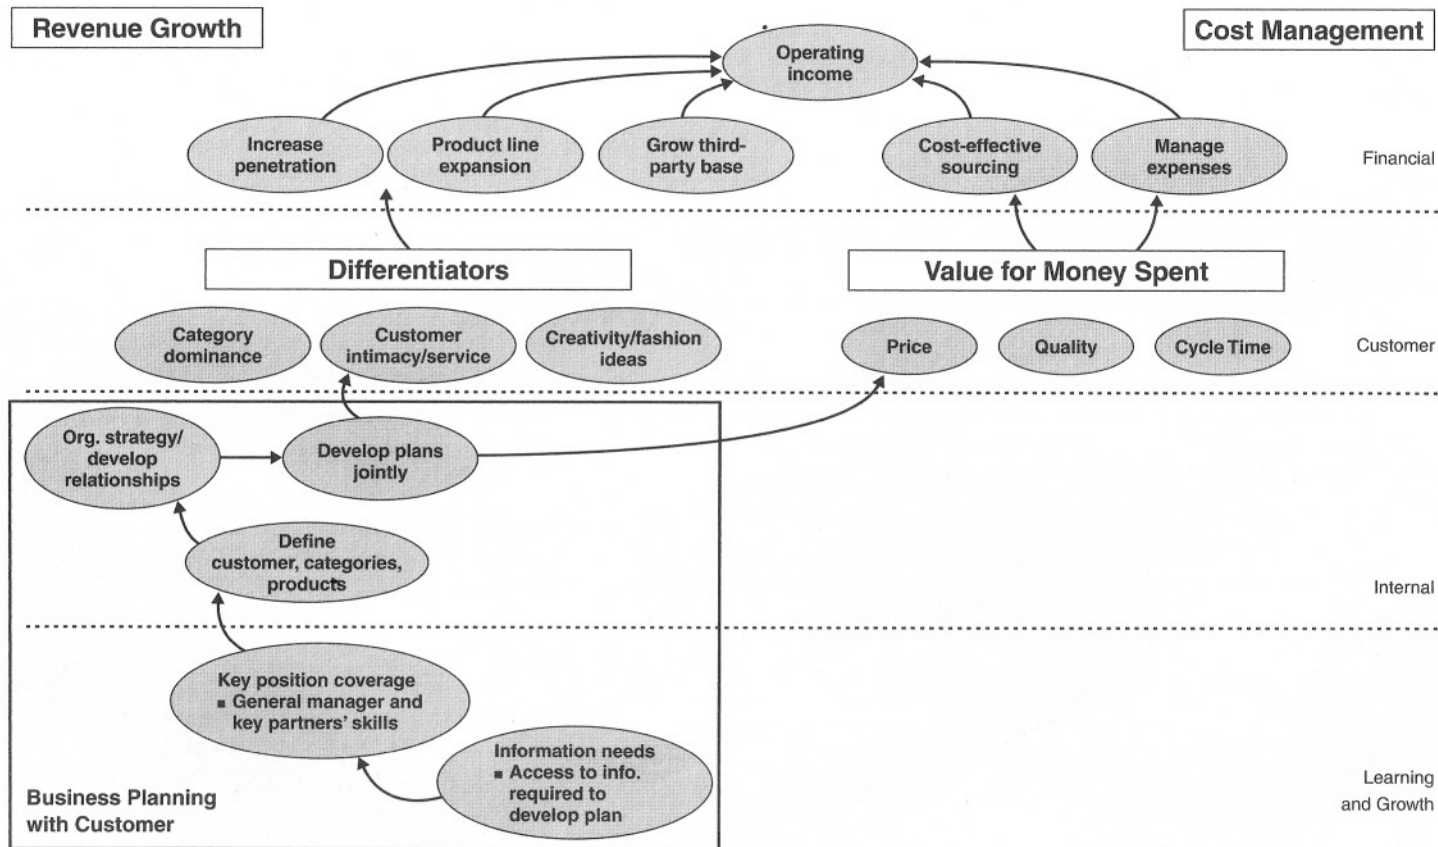 Revenue Growth
Cost Management
Operating
income
Increase
penetration
Product line
expansion
Grow third-
party base
Cost-effective
sourcing
Manage
expenses
Financial
Differentiators
Value for Money Spent
Category
dominance
Customer
intimacy/service
Creativity/fashion
ideas
Price
Quality
Cycle Time
Customer
Org. strategy/
develop
relationships
Develop plans
jointly
Define
customer, categories,
products
Internal
Key position coverage
■ General manager and
key partners' skills
Information needs
■ Access to info.
required to
develop plan
Business Planning
with Customer
Learning
and Growth